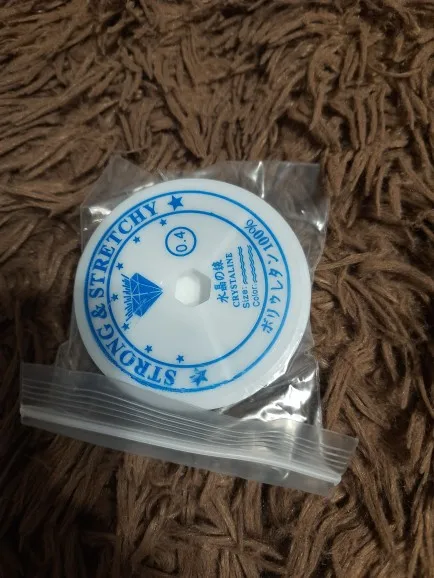 ★ STRONG & STRETCHY ★
0.4
水晶の線
CRYSTALINE
Size:
Color:
ポリウレタン100%